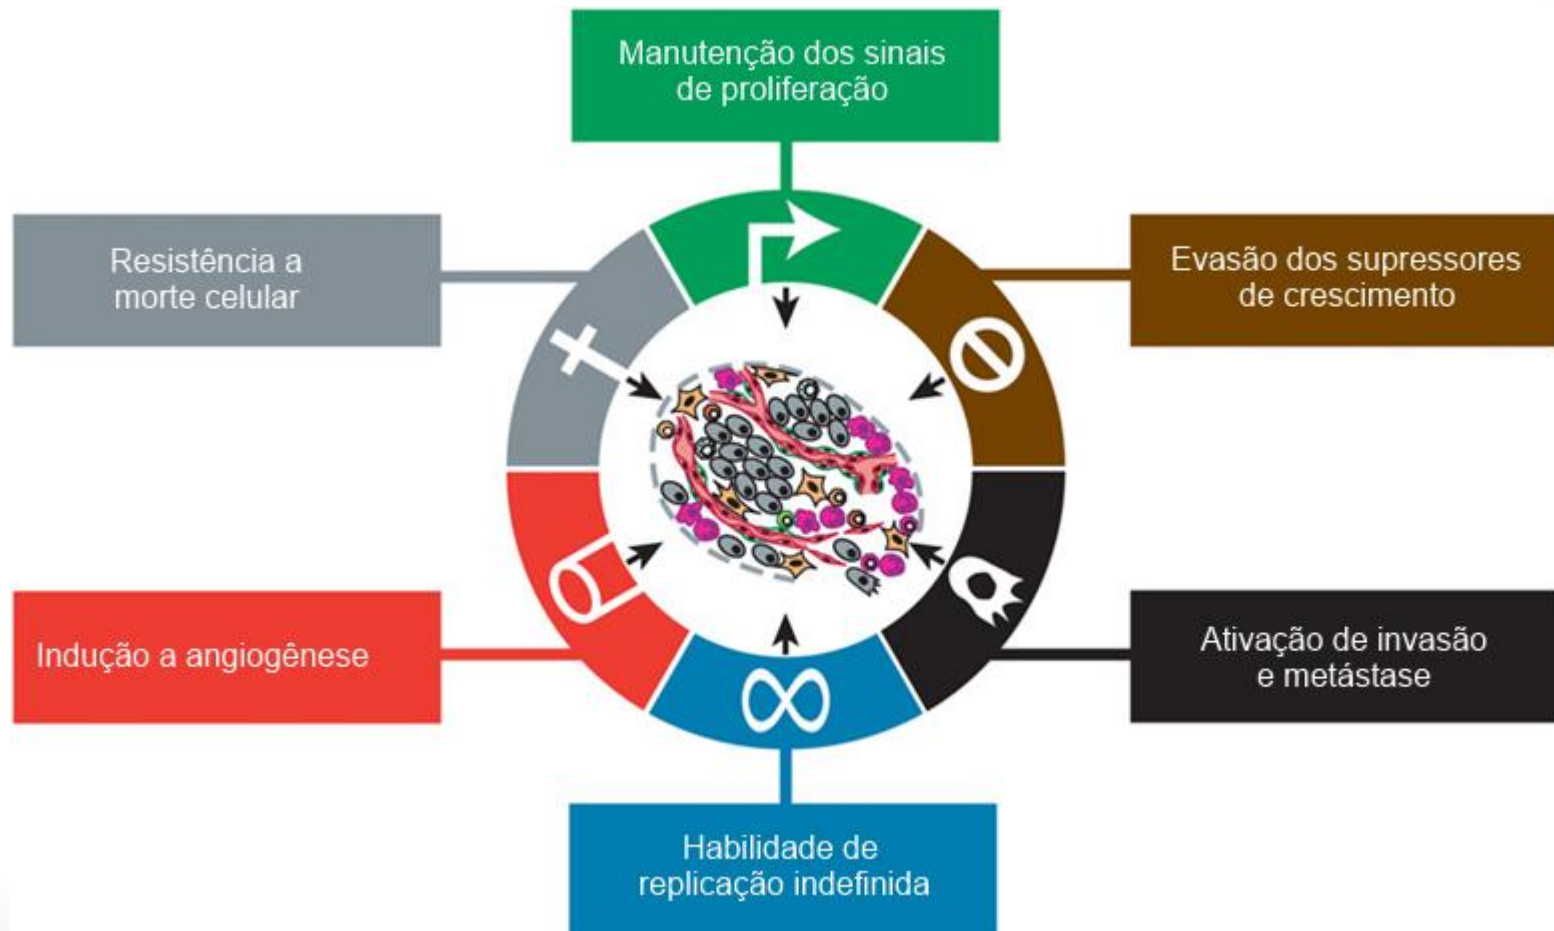 Manutenção dos sinais
de proliferação
Resistência a
morte celular
Evasão dos supressores
de crescimento
Indução a angiogênese
Ativação de invasão
e metástase
Habilidade de
replicação indefinida